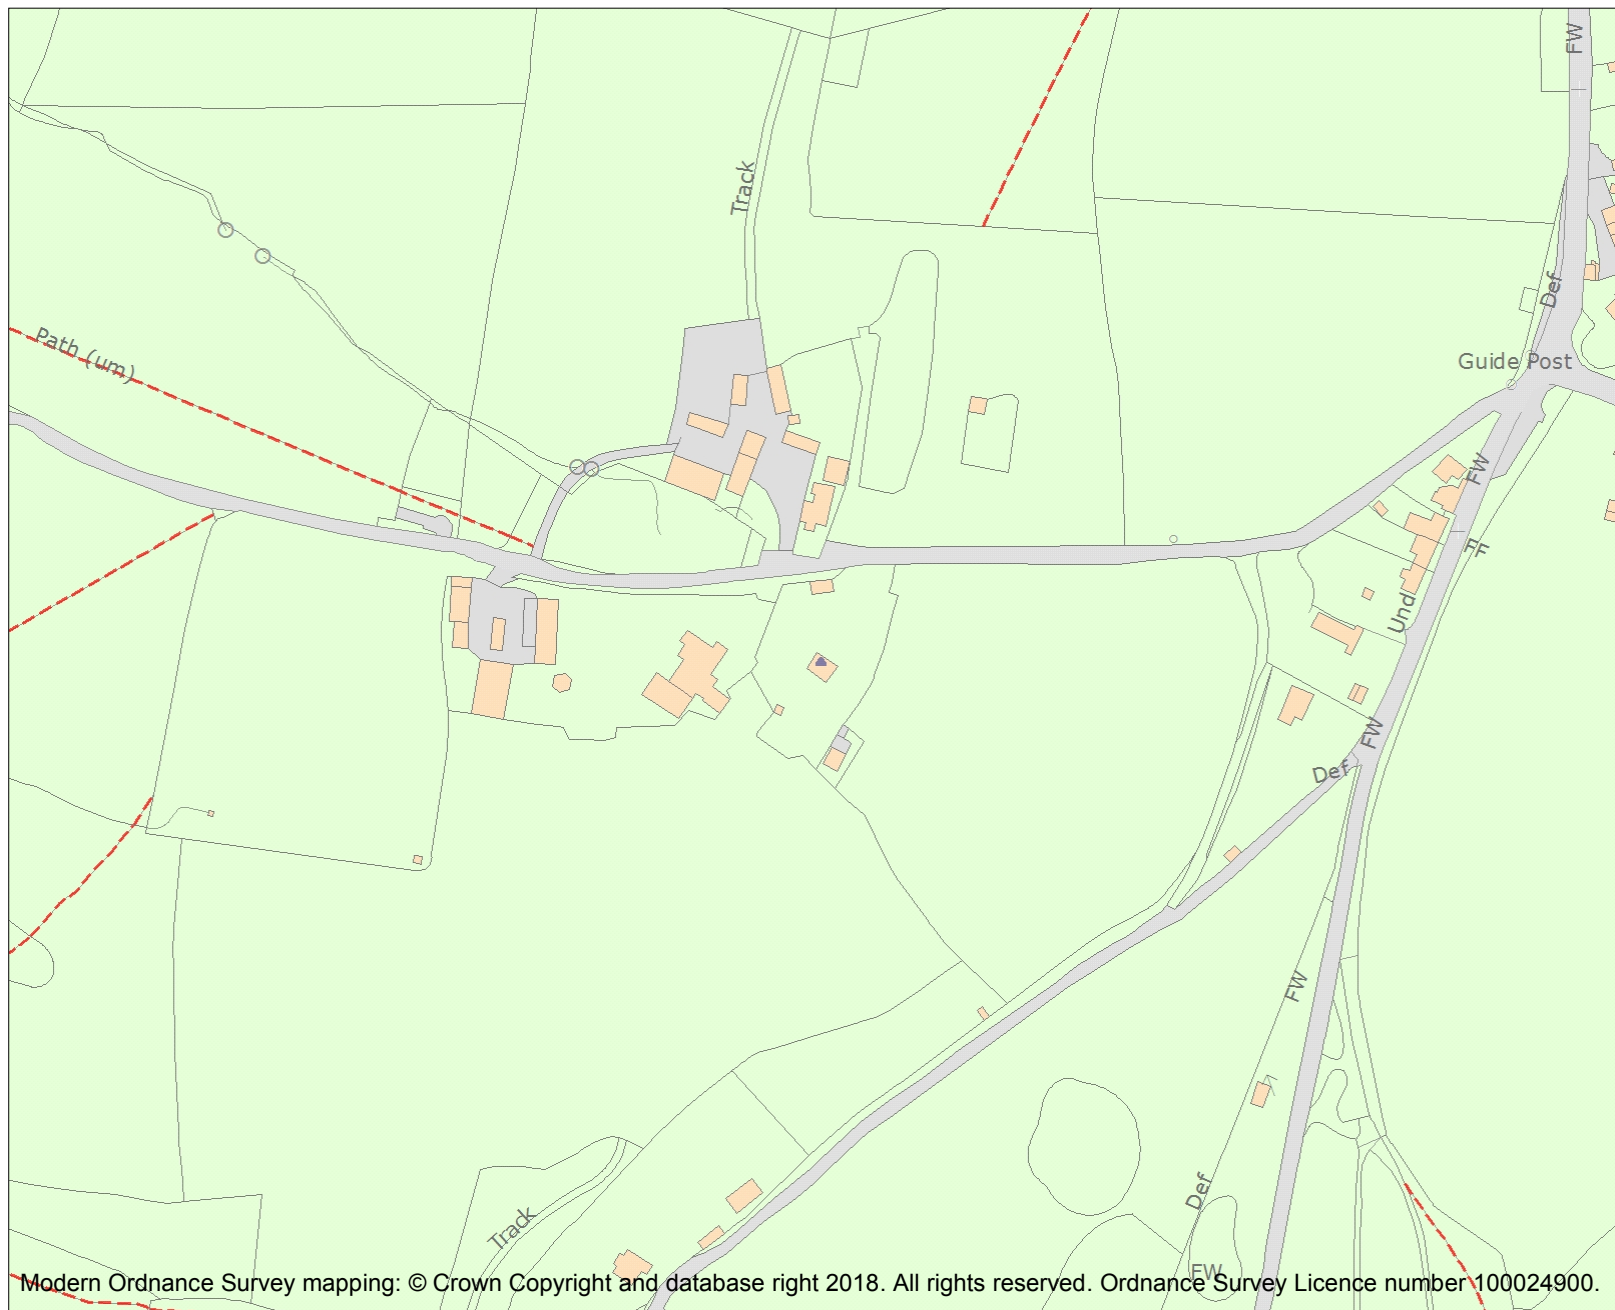 FW
Track
Def
Path (um)
Guide Post
FW
FF
Und
FW
Def
FW
Def
Track
FW
Modern Ordnance Survey mapping: © Crown Copyright and database right 2018. All rights reserved. Ordnance Survey Licence number 100024900.